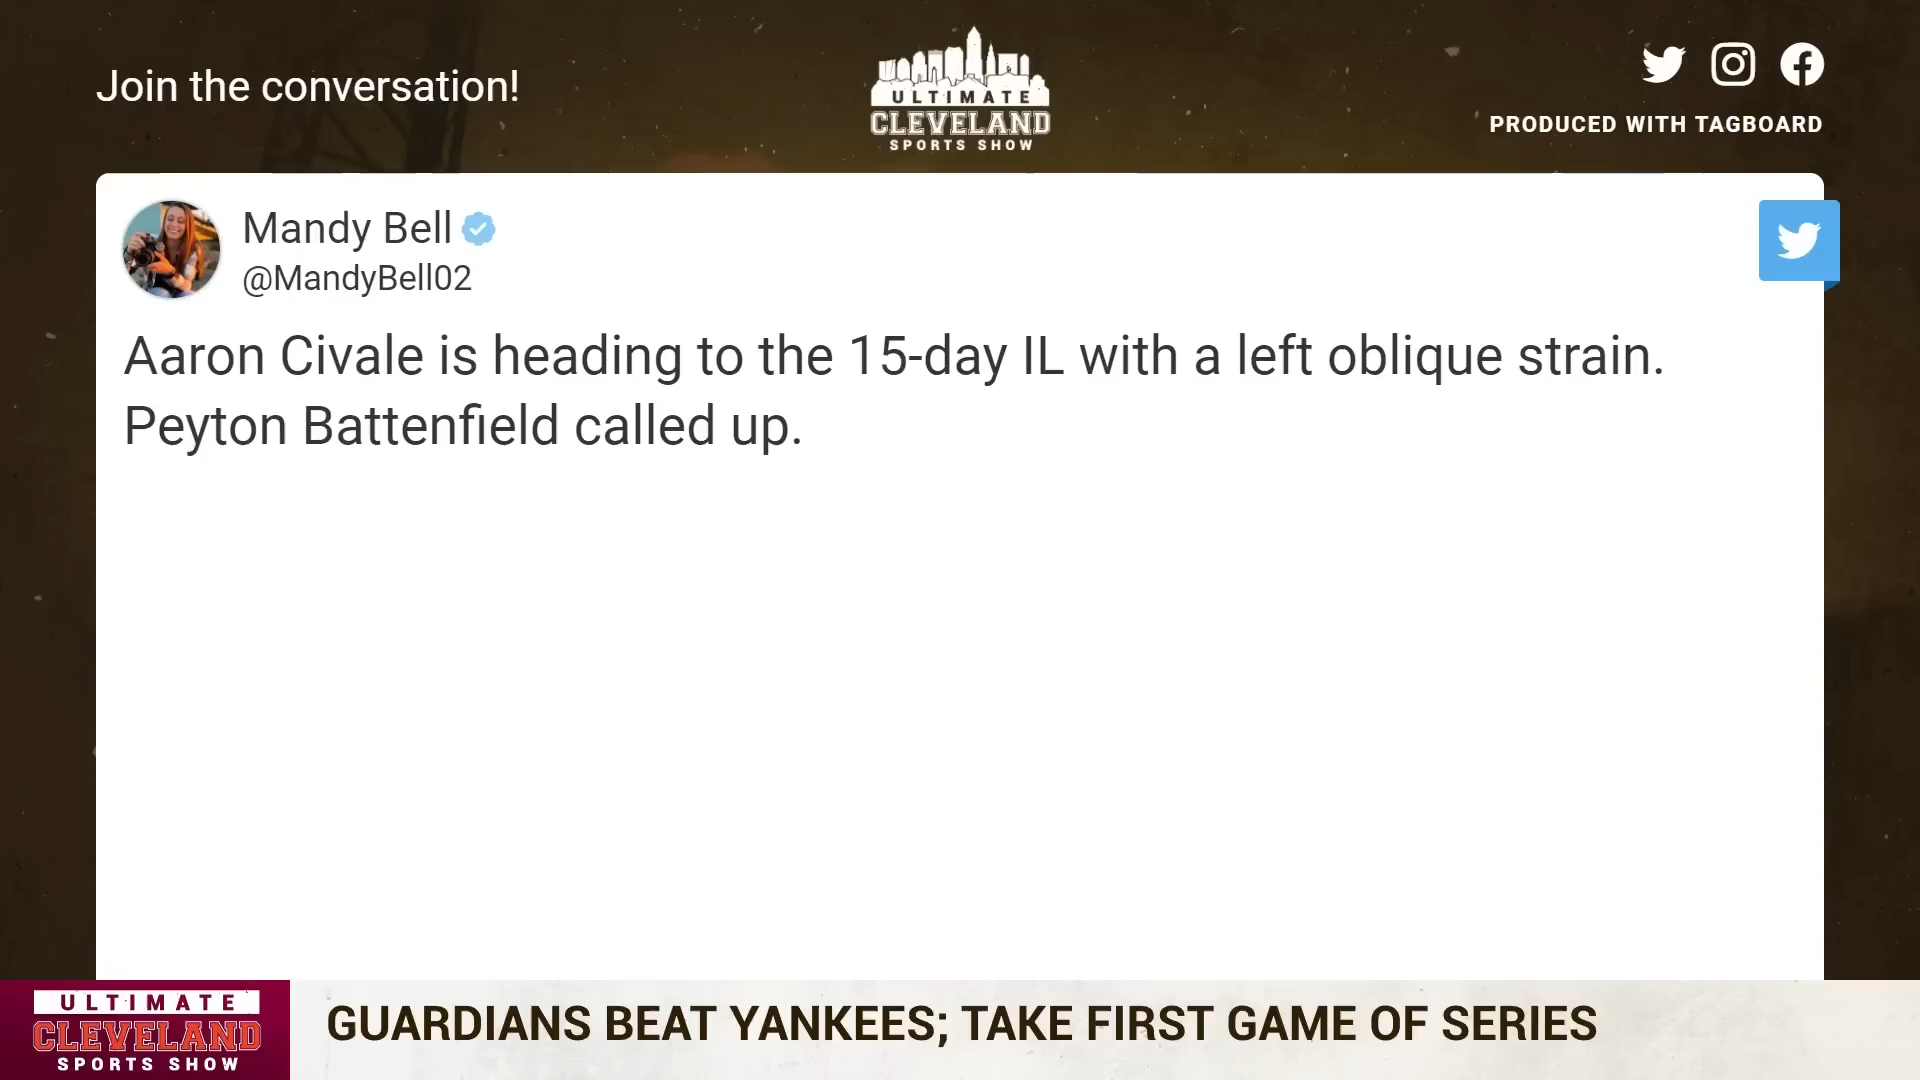 Join the conversation!
ULTIMATE
CLEVELAND
SPORTS SHOW
PRODUCED WITH TAGBOARD
Mandy Bell
@MandyBell02
Aaron Civale is heading to the 15-day IL with a left oblique strain.
Peyton Battenfield called up.
ULTIMATE
CLEVELAND
SPORTS SHOW
GUARDIANS BEAT YANKEES; TAKE FIRST GAME OF SERIES